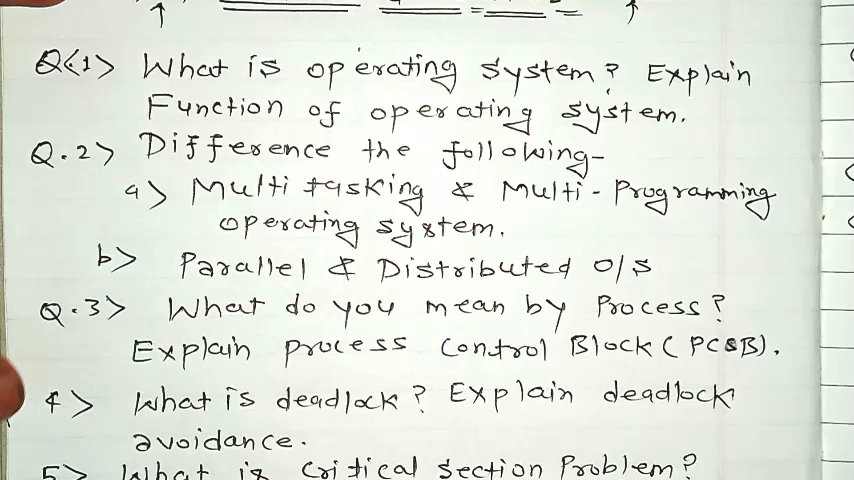 Q<1> What is operating system? Explain
Function of operating system.
Q.2> Difference the following-
a> Multi tasking & Multi-Programming
operating system.
b> Parallel & Distributed O/S
Q.3> What do you mean by Process?
Explain process control Block (PCB).
4> What is deadlock? Explain deadlock
avoidance.
5> What is Critical section Problem?